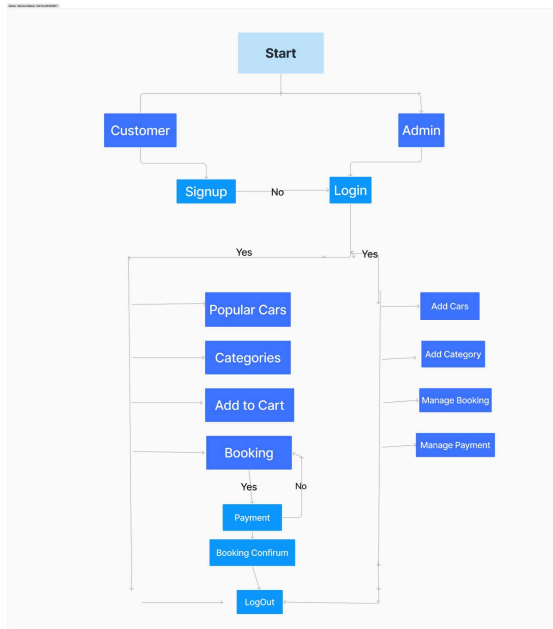 Start
Customer
Admin
Signup
No
Login
Yes
Yes
Popular Cars
Add Cars
Categories
Add Category
Add to Cart
Manage Booking
Booking
Manage Payment
Yes
No
Payment
Booking Confirum
LogOut